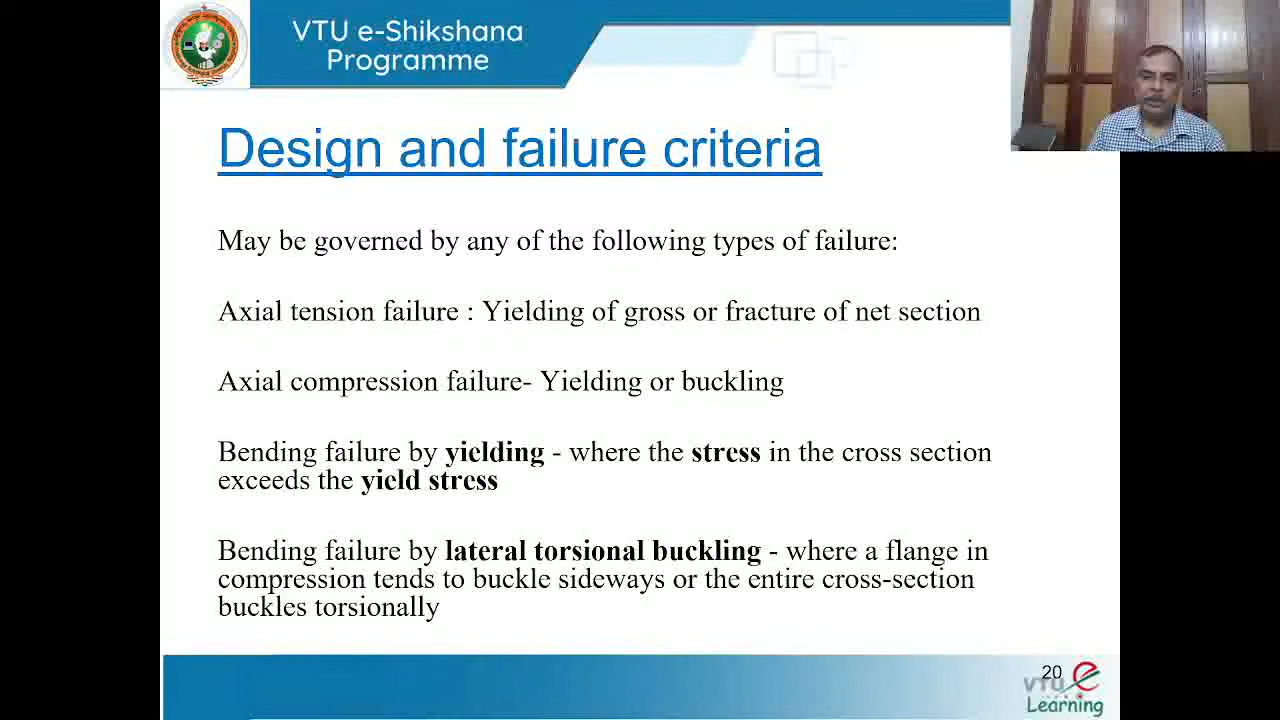 VTU e-Shikshana
Programme
Design and failure criteria
May be governed by any of the following types of failure:
Axial tension failure : Yielding of gross or fracture of net section
Axial compression failure- Yielding or buckling
Bending failure by yielding - where the stress in the cross section
exceeds the yield stress
Bending failure by lateral torsional buckling - where a flange in
compression tends to buckle sideways or the entire cross-section
buckles torsionally
20
VTU e
Learning